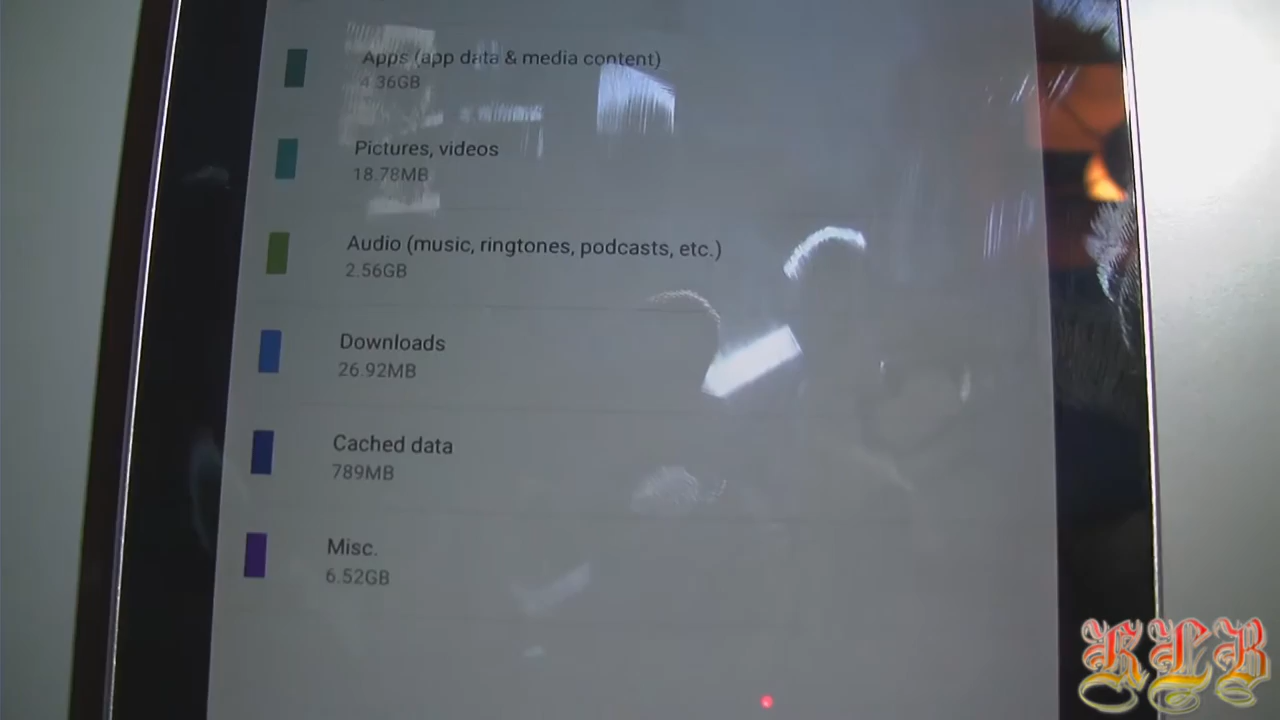 Apps (app data & media content)
4.36GB
Pictures, videos
18.78MB
Audio (music, ringtones, podcasts, etc.)
2.56GB
Downloads
26.92MB
Cached data
789MB
Misc.
6.52GB
RLB